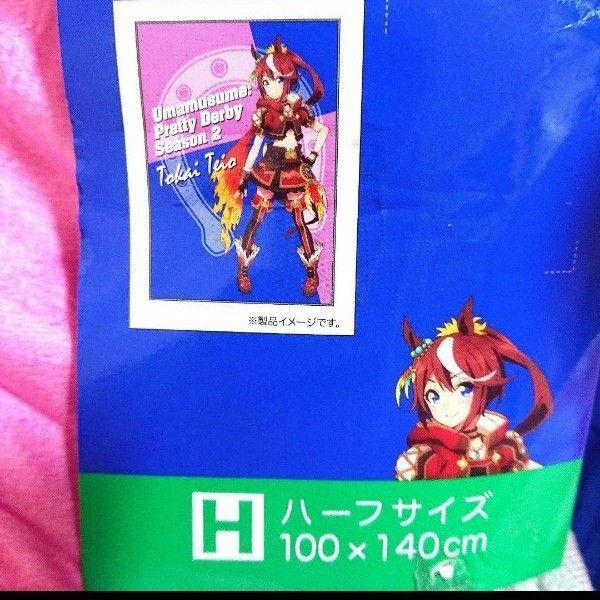 Umamusume:
Pretty Derby
Season 2
Tokai Teio
※製品イメージです。
H ハーフサイズ
100×140cm